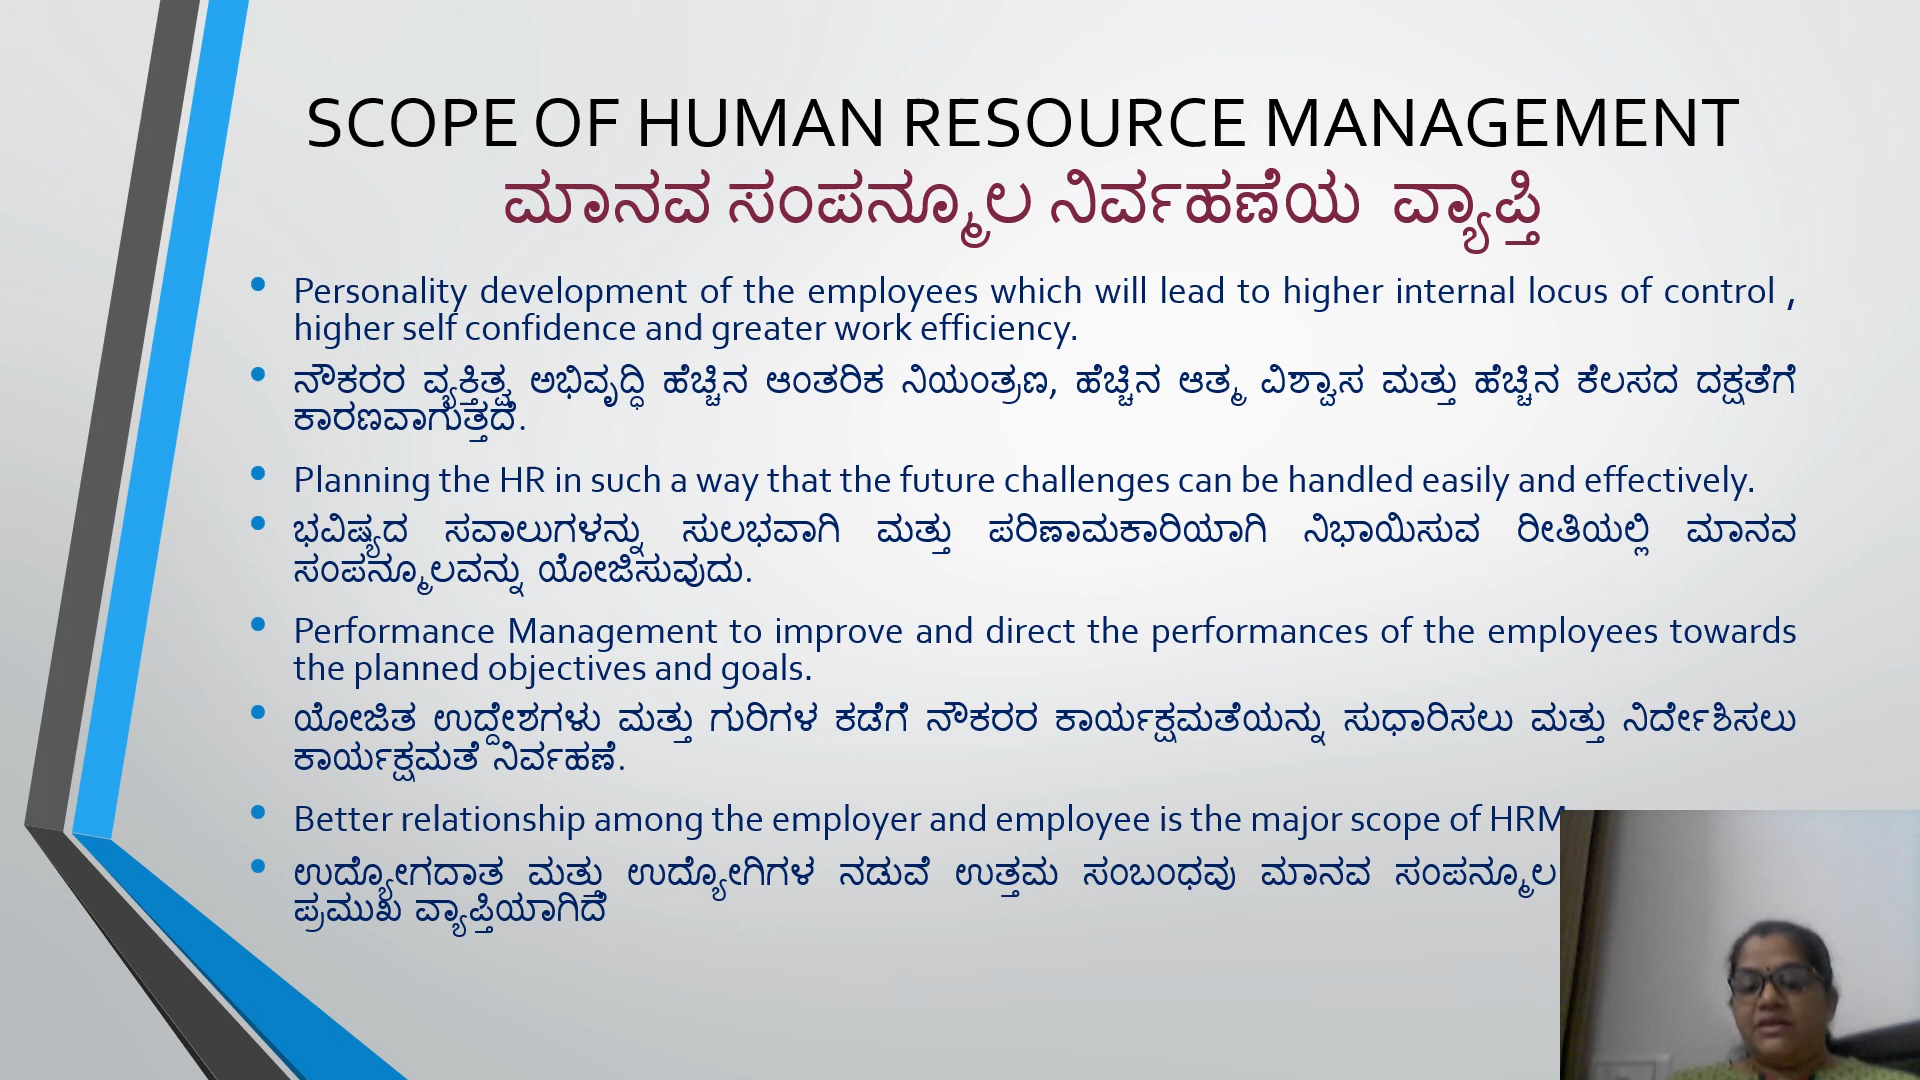 SCOPE OF HUMAN RESOURCE MANAGEMENT
ಮಾನವ ಸಂಪನ್ಮೂಲ ನಿರ್ವಹಣೆಯ ವ್ಯಾಪ್ತಿ
• Personality development of the employees which will lead to higher internal locus of control ,
higher self confidence and greater work efficiency.
• ನೌಕರರ ವ್ಯಕ್ತಿತ್ವ ಅಭಿವೃದ್ಧಿ ಹೆಚ್ಚಿನ ಆಂತರಿಕ ನಿಯಂತ್ರಣ, ಹೆಚ್ಚಿನ ಆತ್ಮ ವಿಶ್ವಾಸ ಮತ್ತು ಹೆಚ್ಚಿನ ಕೆಲಸದ ದಕ್ಷತೆಗೆ
ಕಾರಣವಾಗುತ್ತದೆ.
• Planning the HR in such a way that the future challenges can be handled easily and effectively.
• ಭವಿಷ್ಯದ ಸವಾಲುಗಳನ್ನು ಸುಲಭವಾಗಿ ಮತ್ತು ಪರಿಣಾಮಕಾರಿಯಾಗಿ ನಿಭಾಯಿಸುವ ರೀತಿಯಲ್ಲಿ ಮಾನವ
ಸಂಪನ್ಮೂಲವನ್ನು ಯೋಜಿಸುವುದು.
• Performance Management to improve and direct the performances of the employees towards
the planned objectives and goals.
• ಯೋಜಿತ ಉದ್ದೇಶಗಳು ಮತ್ತು ಗುರಿಗಳ ಕಡೆಗೆ ನೌಕರರ ಕಾರ್ಯಕ್ಷಮತೆಯನ್ನು ಸುಧಾರಿಸಲು ಮತ್ತು ನಿರ್ದೇಶಿಸಲು
ಕಾರ್ಯಕ್ಷಮತೆ ನಿರ್ವಹಣೆ.
• Better relationship among the employer and employee is the major scope of HRM
• ಉದ್ಯೋಗದಾತ ಮತ್ತು ಉದ್ಯೋಗಿಗಳ ನಡುವೆ ಉತ್ತಮ ಸಂಬಂಧವು ಮಾನವ ಸಂಪನ್ಮೂಲ
ಪ್ರಮುಖ ವ್ಯಾಪ್ತಿಯಾಗಿದೆ